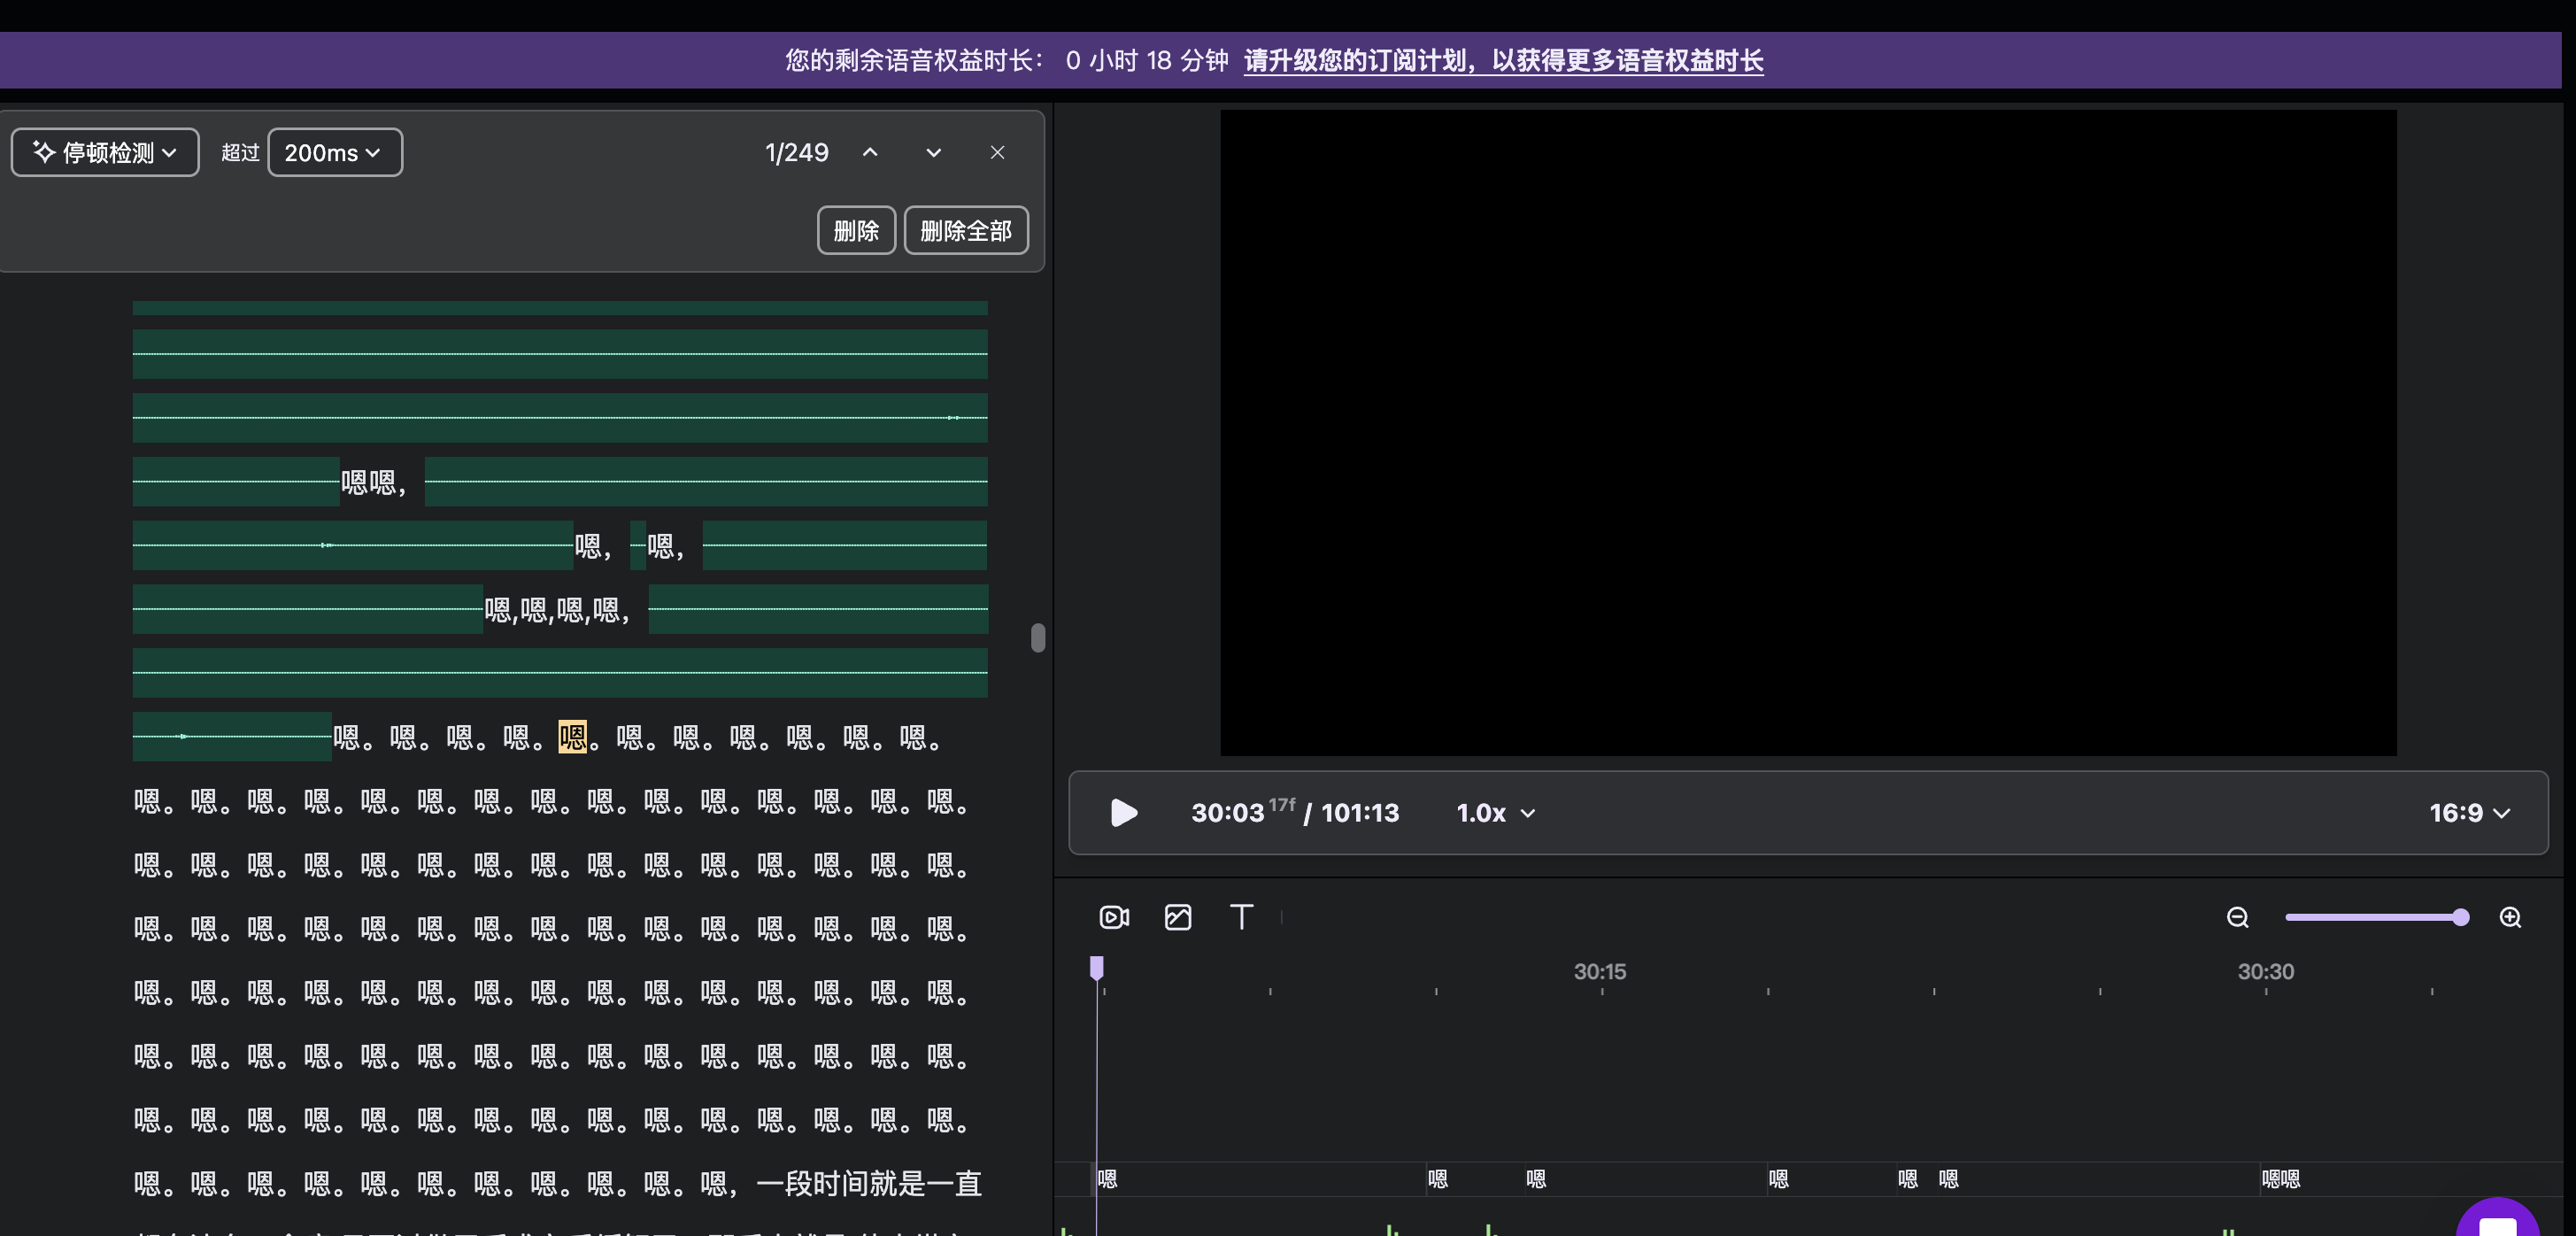 您的剩余语音权益时长： 0 小时 18 分钟 请升级您的订阅计划，以获得更多语音权益时长
停顿检测 超过 200ms 1/249
删除 删除全部
嗯嗯，
嗯， 嗯，
嗯,嗯,嗯,嗯，
嗯。嗯。嗯。嗯。嗯。嗯。嗯。嗯。嗯。嗯。嗯。
嗯。嗯。嗯。嗯。嗯。嗯。嗯。嗯。嗯。嗯。嗯。嗯。嗯。嗯。嗯。
嗯。嗯。嗯。嗯。嗯。嗯。嗯。嗯。嗯。嗯。嗯。嗯。嗯。嗯。嗯。
嗯。嗯。嗯。嗯。嗯。嗯。嗯。嗯。嗯。嗯。嗯。嗯。嗯。嗯。嗯。
嗯。嗯。嗯。嗯。嗯。嗯。嗯。嗯。嗯。嗯。嗯。嗯。嗯。嗯。嗯。
嗯。嗯。嗯。嗯。嗯。嗯。嗯。嗯。嗯。嗯。嗯。嗯。嗯。嗯。嗯。
嗯。嗯。嗯。嗯。嗯。嗯。嗯。嗯。嗯。嗯。嗯。嗯。嗯。嗯。嗯。
嗯。嗯。嗯。嗯。嗯。嗯。嗯。嗯。嗯。嗯。嗯，一段时间就是一直
30:03 17f / 101:13 1.0x 16:9
30:15 30:30
嗯 嗯 嗯 嗯 嗯 嗯 嗯嗯